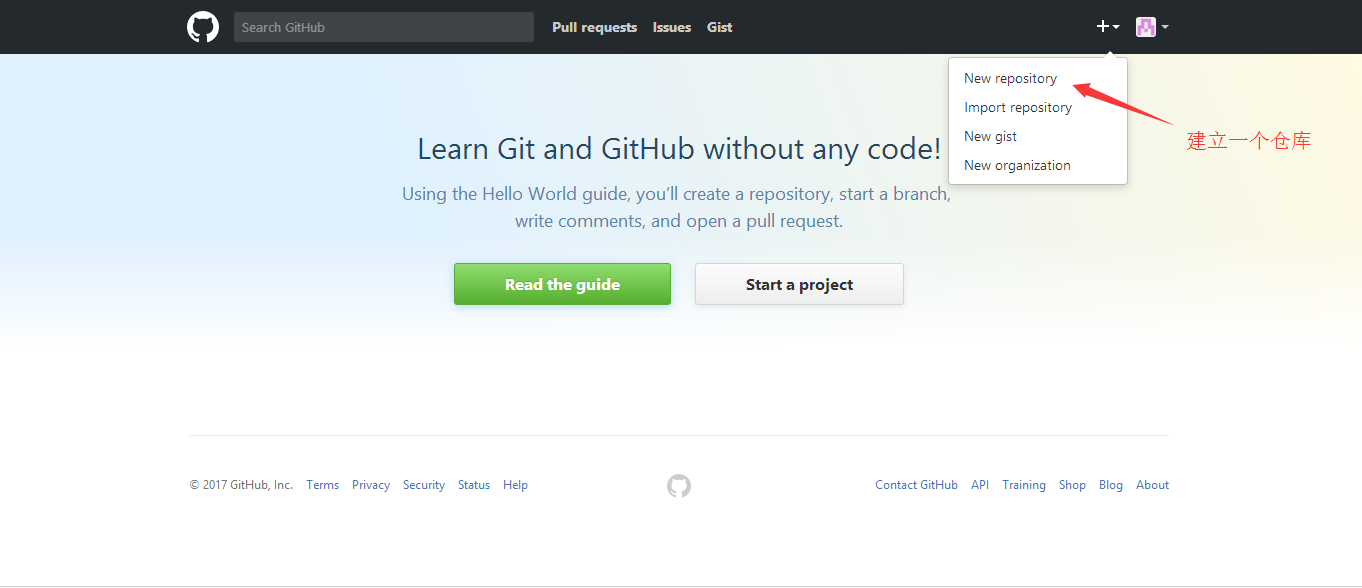 Search GitHub
Pull requests
Issues
Gist
New repository
Import repository
New gist
New organization
建立一个仓库
Learn Git and GitHub without any code!
Using the Hello World guide, you’ll create a repository, start a branch,
write comments, and open a pull request.
Read the guide
Start a project
© 2017 GitHub, Inc.
Terms
Privacy
Security
Status
Help
Contact GitHub
API
Training
Shop
Blog
About